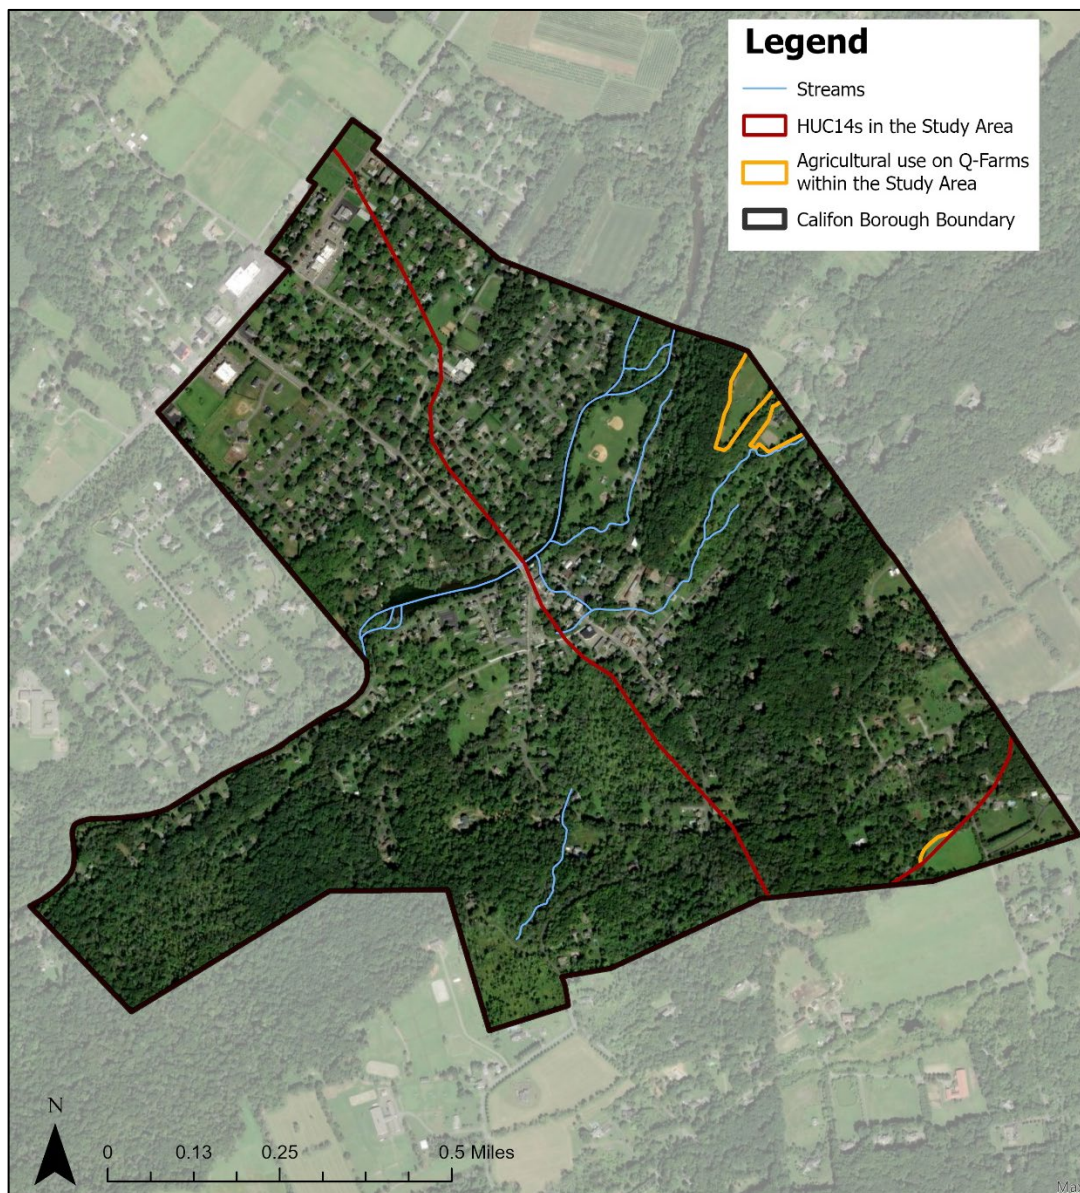 Legend
Streams
HUC14s in the Study Area
Agricultural use on Q-Farms
within the Study Area
Califon Borough Boundary
N
0 0.13 0.25 0.5 Miles